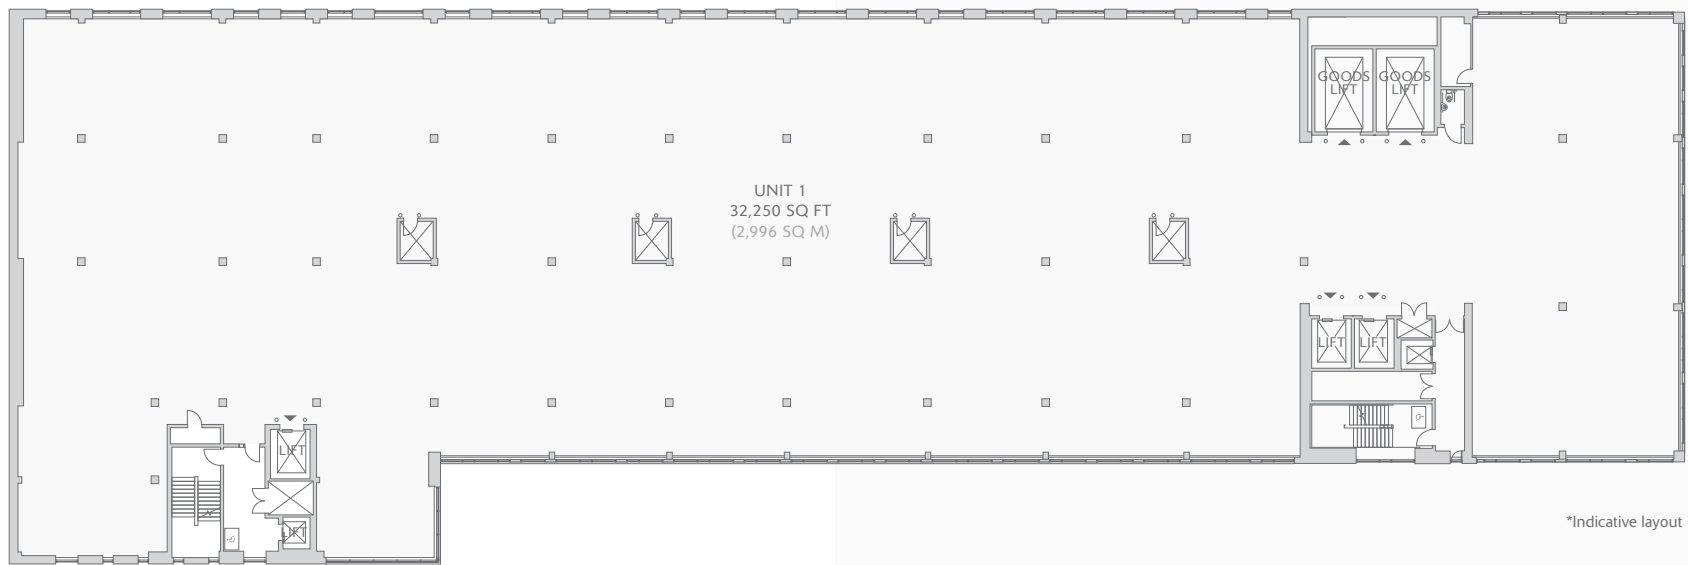 GOODS
LIFT
GOODS
LIFT
UNIT 1
32,250 SQ FT
(2,996 SQ M)
LIFT
LIFT
LIFT
LIFT
*Indicative layout